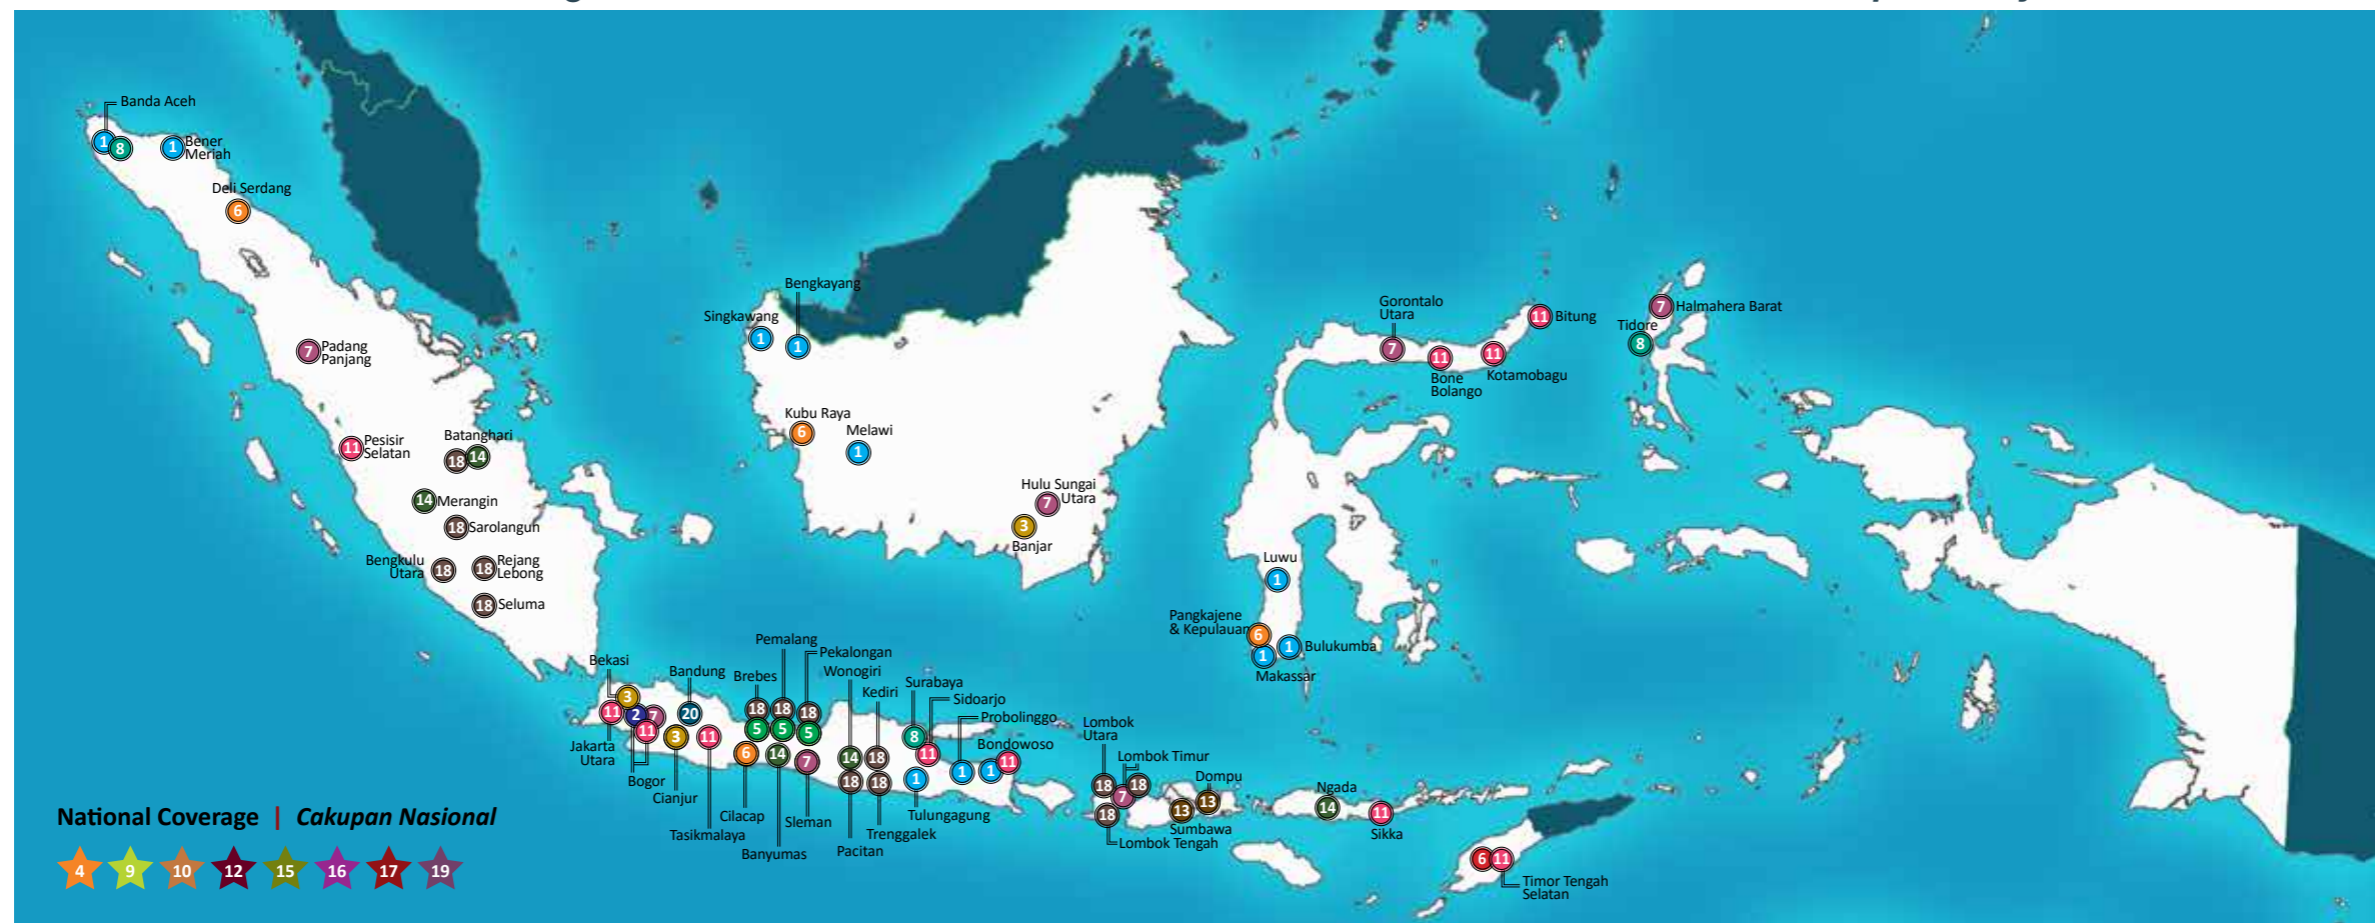 Banda Aceh
1
8
1
Bener
Meriah
Deli Serdang
6
7
Padang
Panjang
11
Pesisir
Selatan
Batanghari
18
14
14
Merangin
18
Sarolangun
Bengkulu
Utara
18
18
Rejang
Lebong
18
Seluma
Bengkayang
Singkawang
1
1
Kubu Raya
6
Melawi
1
Hulu Sungai
Utara
7
3
Banjar
Gorontalo
Utara
7
11
Bone
Bolango
11
Kotamobagu
11
Bitung
7
Halmahera Barat
Tidore
8
Luwu
1
Pangkajene
& Kepulauan
6
1
Bulukumba
1
Makassar
Bekasi
3
11
2
7
11
Jakarta
Utara
Bogor
3
Cianjur
Bandung
20
11
Tasikmalaya
Brebes
18
5
Pemalang
18
5
Pekalongan
18
5
6
Cilacap
14
Banyumas
7
Sleman
Wonogiri
14
18
Pacitan
Kediri
18
18
Trenggalek
Surabaya
8
Sidoarjo
11
1
Tulungagung
Probolinggo
1
Bondowoso
1
11
Lombok
Utara
18
Lombok Timur
18
7
18
Lombok Tengah
Dompu
13
13
Sumbawa
Ngada
14
11
Sikka
6
11
Timor Tengah
Selatan
National Coverage | Cakupan Nasional
4 9 10 12 15 16 17 19